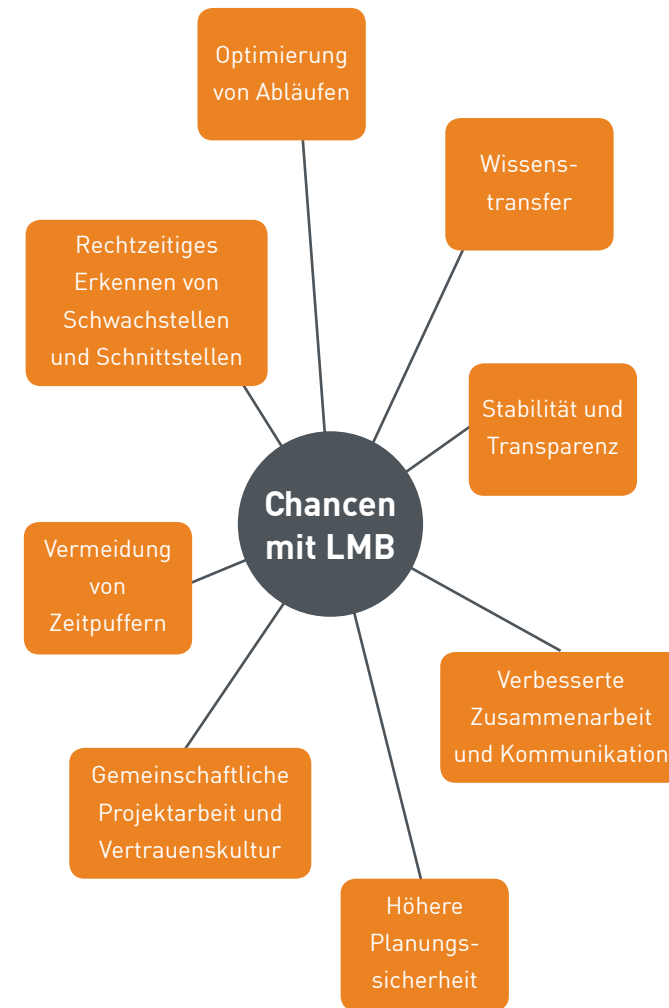 Optimierung
von Abläufen
Wissens-
transfer
Rechtzeitiges
Erkennen von
Schwachstellen
und Schnittstellen
Stabilität und
Transparenz
Chancen
mit LMB
Vermeidung
von
Zeitpuffern
Verbesserte
Zusammenarbeit
und Kommunikation
Gemeinschaftliche
Projektarbeit und
Vertrauenskultur
Höhere
Planungs-
sicherheit